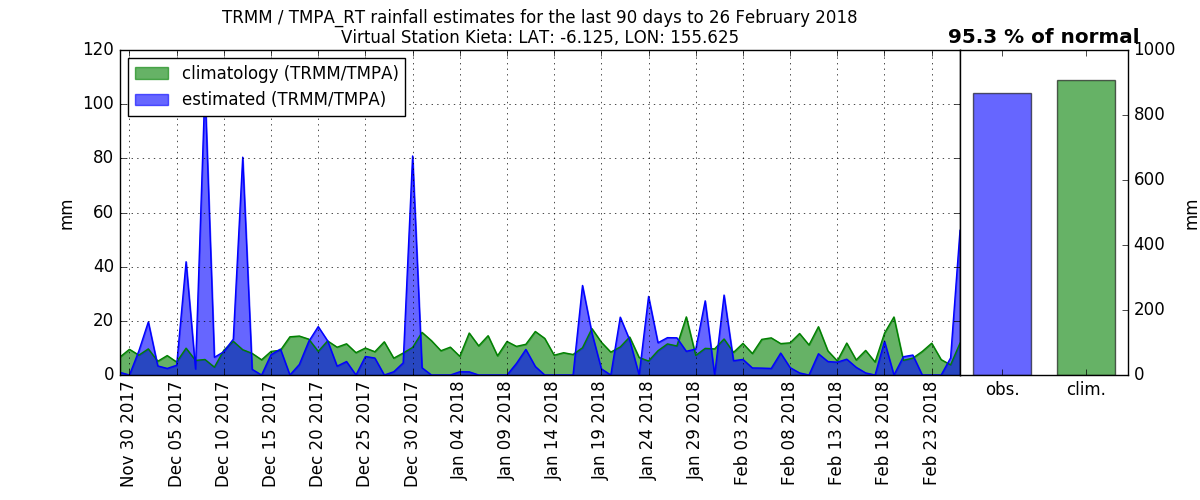 TRMM / TMPA_RT rainfall estimates for the last 90 days to 26 February 2018
Virtual Station Kieta: LAT: -6.125, LON: 155.625
95.3 % of normal
climatology (TRMM/TMPA)
estimated (TRMM/TMPA)
120
100
80
60
40
20
0
mm
1000
800
600
400
200
0
mm
Nov 30 2017
Dec 05 2017
Dec 10 2017
Dec 15 2017
Dec 20 2017
Dec 25 2017
Dec 30 2017
Jan 04 2018
Jan 09 2018
Jan 14 2018
Jan 19 2018
Jan 24 2018
Jan 29 2018
Feb 03 2018
Feb 08 2018
Feb 13 2018
Feb 18 2018
Feb 23 2018
obs.
clim.